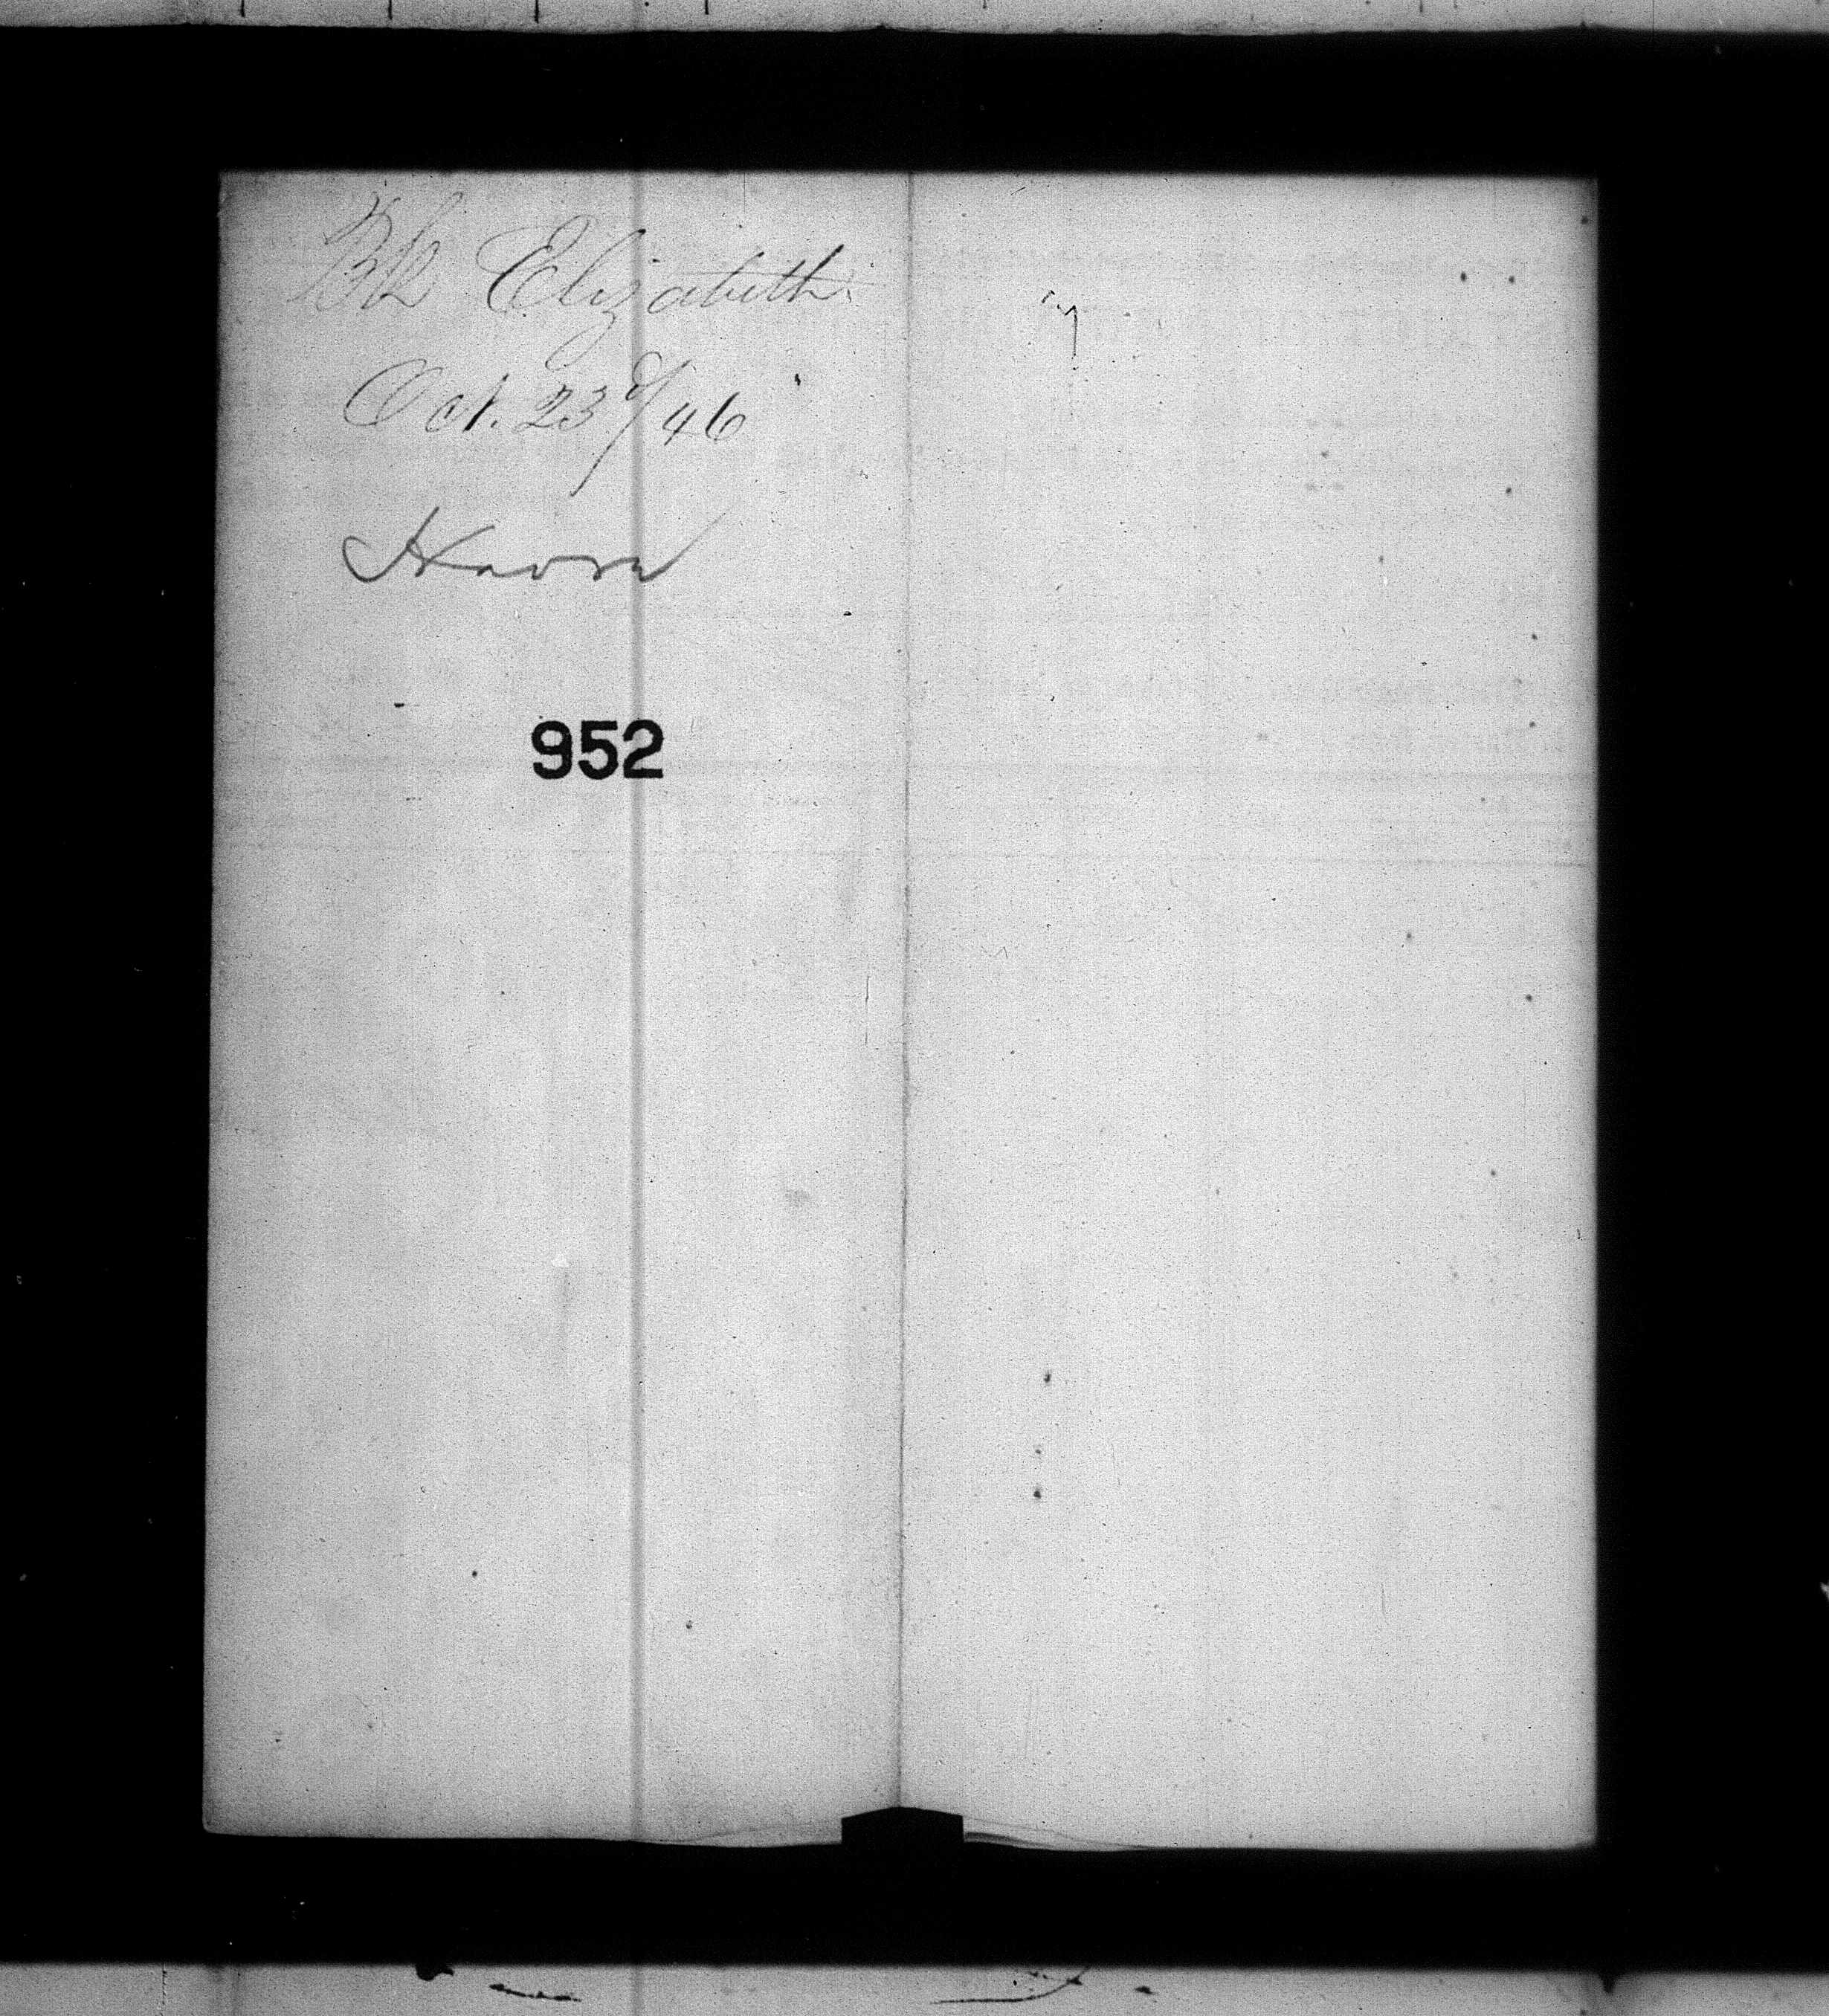 Bk Elizabeth
Oct. 23d/46
Havre
952